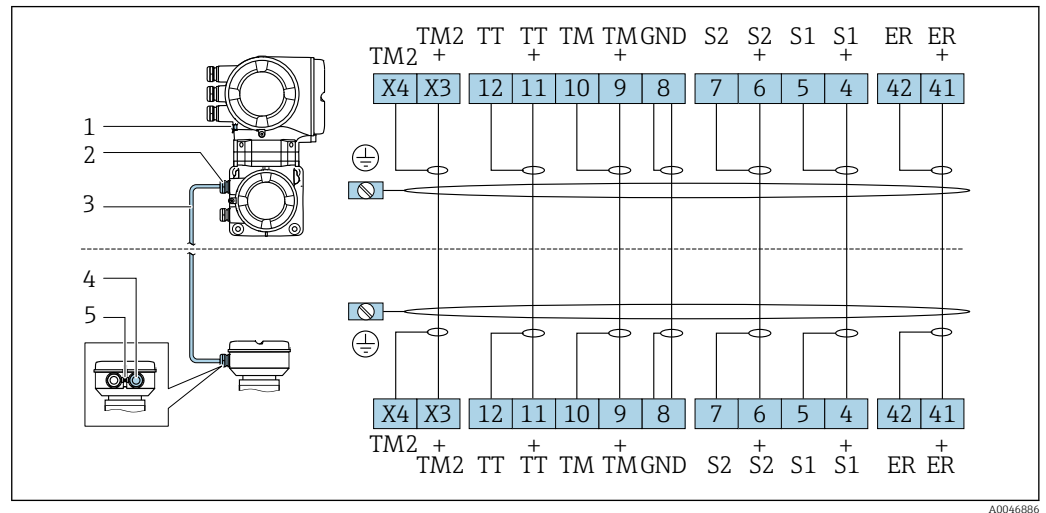 TM2 TT TT TM TM GND S2 S2 S1 S1 ER ER
TM2 + + + + + +
X4 X3 12 11 10 9 8 7 6 5 4 42 41
1
2
3
4
5
X4 X3 12 11 10 9 8 7 6 5 4 42 41
TM2 + + + + + +
TM2 TT TT TM TM GND S2 S2 S1 S1 ER ER
A0046886